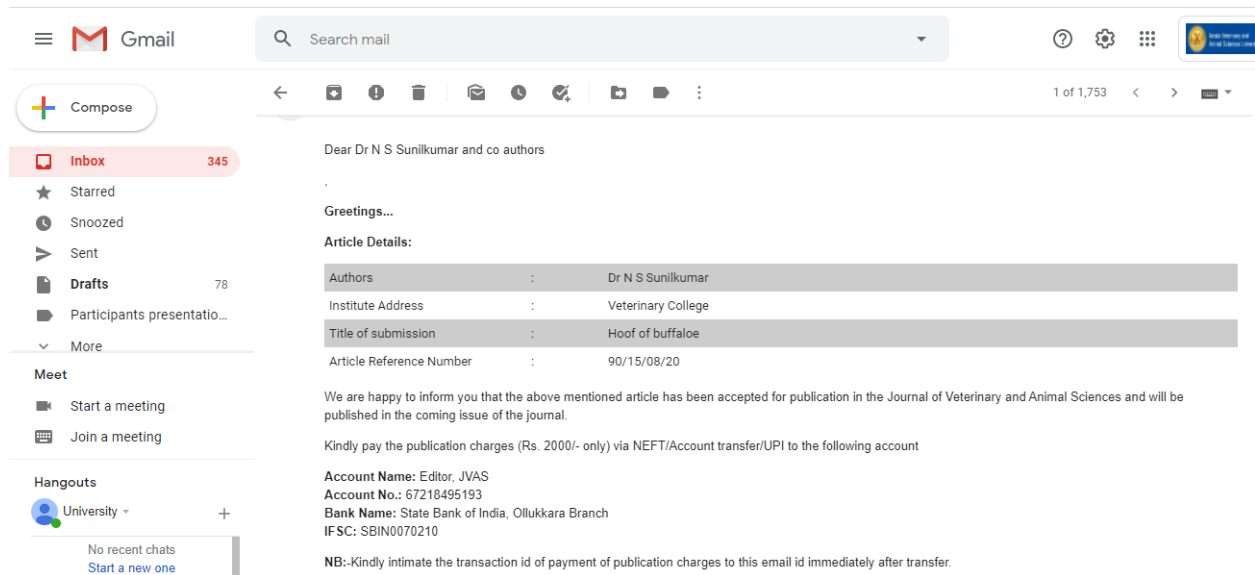 Gmail
Search mail
Compose
1 of 1,753
Inbox 345
Starred
Snoozed
Sent
Drafts 78
Participants presentatio...
More
Meet
Start a meeting
Join a meeting
Hangouts
University
No recent chats
Start a new one
Dear Dr N S Sunilkumar and co authors
,
Greetings...
Article Details:
Authors : Dr N S Sunilkumar
Institute Address : Veterinary College
Title of submission : Hoof of buffaloe
Article Reference Number : 90/15/08/20
We are happy to inform you that the above mentioned article has been accepted for publication in the Journal of Veterinary and Animal Sciences and will be
published in the coming issue of the journal.
Kindly pay the publication charges (Rs. 2000/- only) via NEFT/Account transfer/UPI to the following account
Account Name: Editor, JVAS
Account No.: 67218495193
Bank Name: State Bank of India, Ollukkara Branch
IFSC: SBIN0070210
NB:-Kindly intimate the transaction id of payment of publication charges to this email id immediately after transfer.